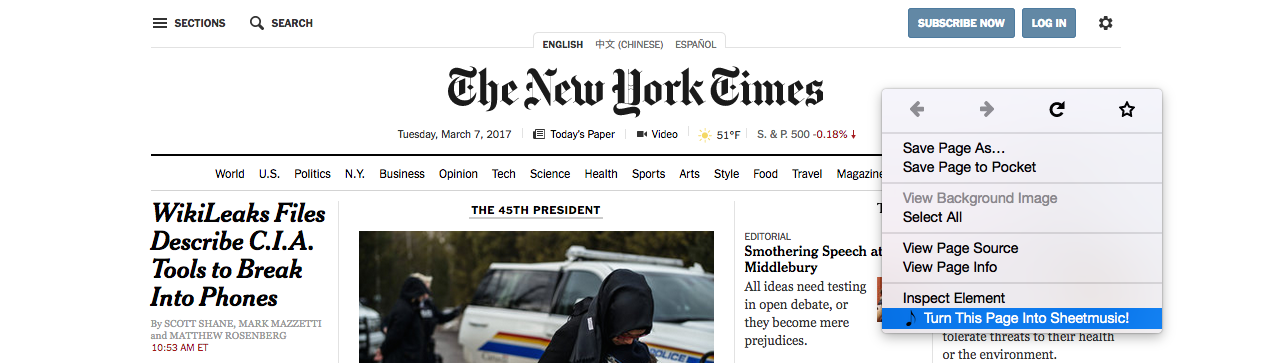 SECTIONS
SEARCH
SUBSCRIBE NOW
LOG IN
ENGLISH 中文 (CHINESE) ESPAÑOL
The New York Times
Tuesday, March 7, 2017
Today's Paper
Video
51°F
S. & P. 500 -0.18% ↓
World U.S. Politics N.Y. Business Opinion Tech Science Health Sports Arts Style Food Travel Magazine
WikiLeaks Files
Describe C.I.A.
Tools to Break
Into Phones
By SCOTT SHANE, MARK MAZZETTI
and MATTHEW ROSENBERG
10:53 AM ET
THE 45TH PRESIDENT
POLICE
EDITORIAL
Smothering Speech at
Middlebury
All ideas need testing
in open debate, or
they become mere
prejudices.
Save Page As…
Save Page to Pocket
View Background Image
Select All
View Page Source
View Page Info
Inspect Element
Turn This Page Into Sheetmusic!
tolerate threats to their health
or the environment.